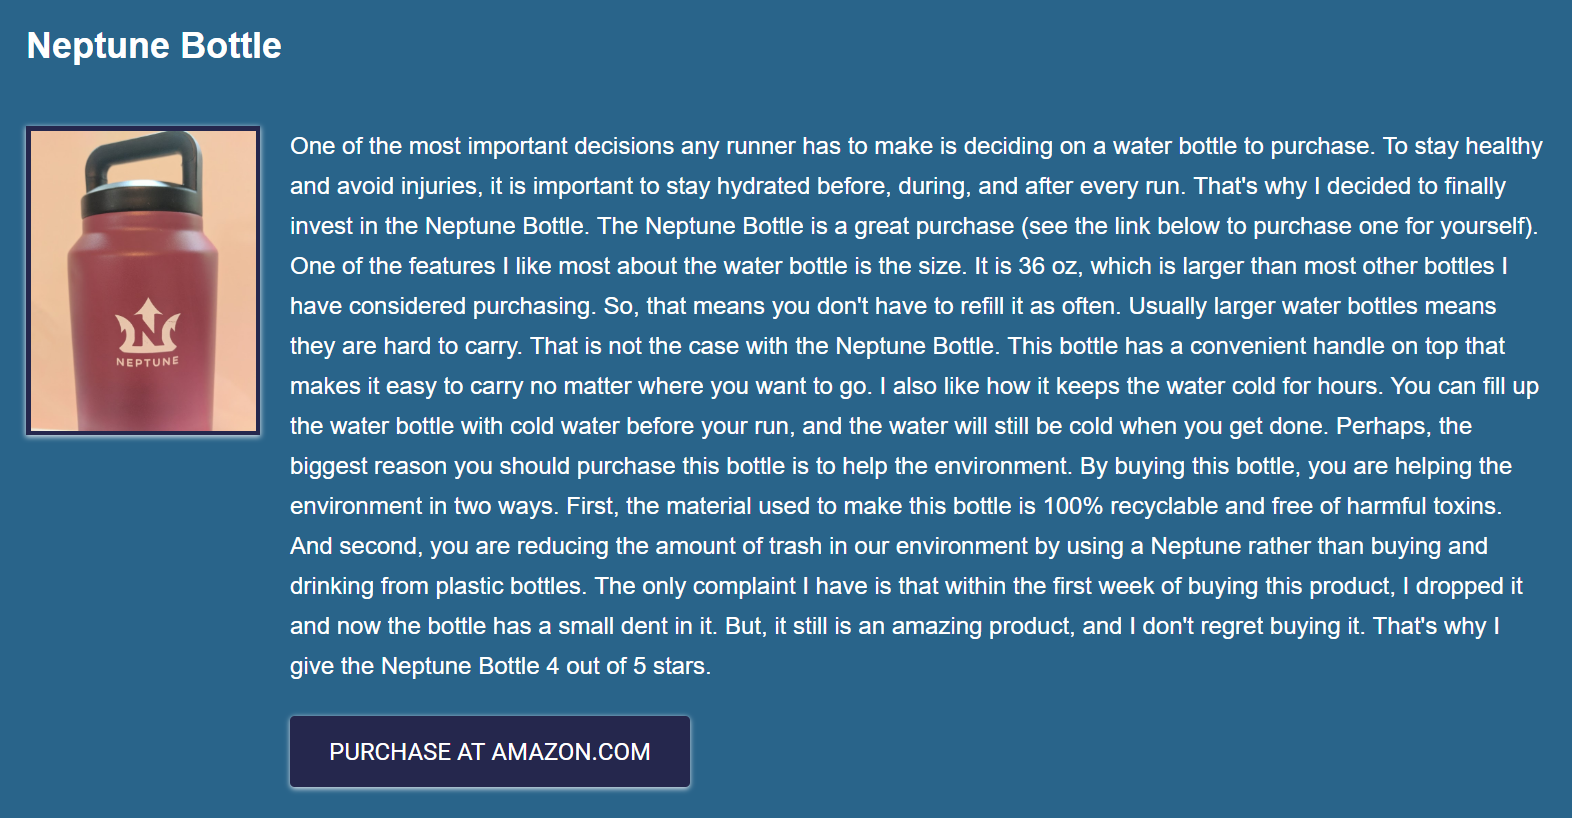 Neptune Bottle
NEPTUNE
One of the most important decisions any runner has to make is deciding on a water bottle to purchase. To stay healthy
and avoid injuries, it is important to stay hydrated before, during, and after every run. That's why I decided to finally
invest in the Neptune Bottle. The Neptune Bottle is a great purchase (see the link below to purchase one for yourself).
One of the features I like most about the water bottle is the size. It is 36 oz, which is larger than most other bottles I
have considered purchasing. So, that means you don't have to refill it as often. Usually larger water bottles means
they are hard to carry. That is not the case with the Neptune Bottle. This bottle has a convenient handle on top that
makes it easy to carry no matter where you want to go. I also like how it keeps the water cold for hours. You can fill up
the water bottle with cold water before your run, and the water will still be cold when you get done. Perhaps, the
biggest reason you should purchase this bottle is to help the environment. By buying this bottle, you are helping the
environment in two ways. First, the material used to make this bottle is 100% recyclable and free of harmful toxins.
And second, you are reducing the amount of trash in our environment by using a Neptune rather than buying and
drinking from plastic bottles. The only complaint I have is that within the first week of buying this product, I dropped it
and now the bottle has a small dent in it. But, it still is an amazing product, and I don't regret buying it. That's why I
give the Neptune Bottle 4 out of 5 stars.
PURCHASE AT AMAZON.COM